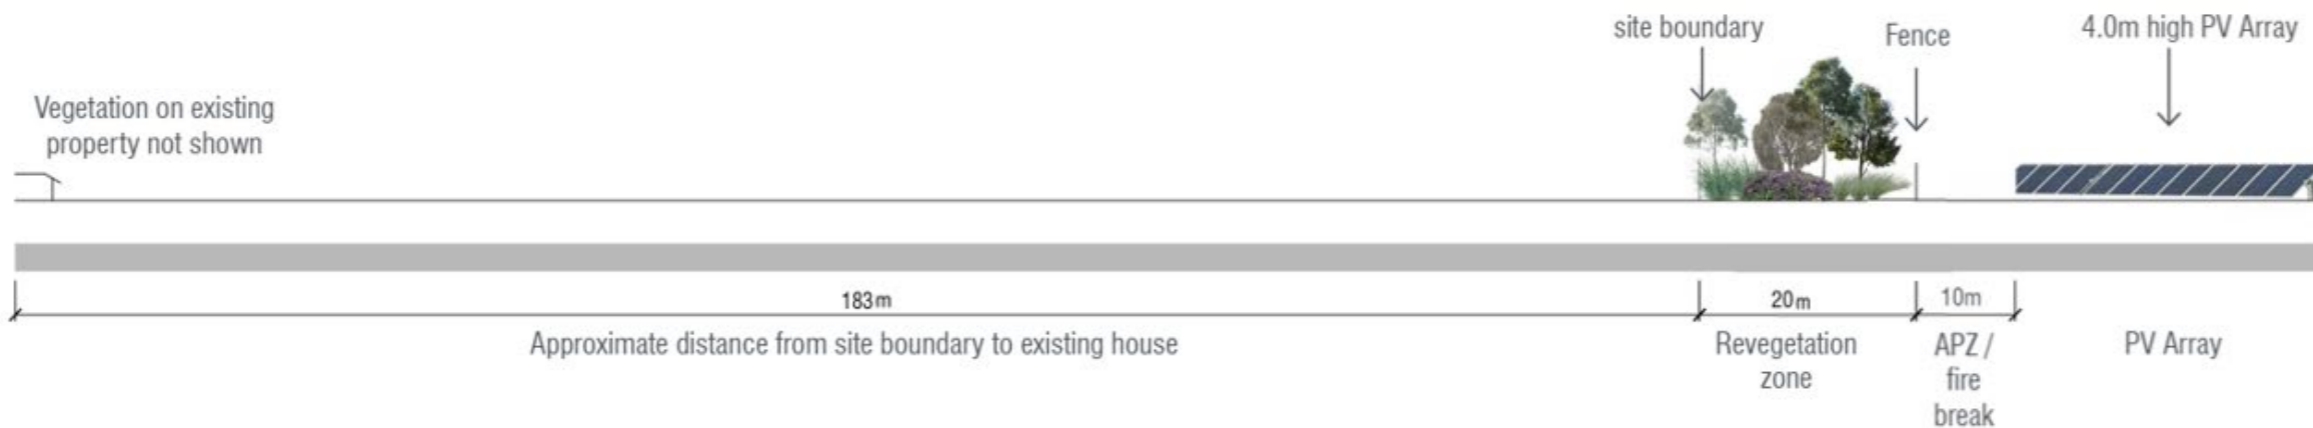 site boundary
Fence
4.0m high PV Array
Vegetation on existing
property not shown
183m
20m
10m
Approximate distance from site boundary to existing house
Revegetation
zone
APZ /
fire
break
PV Array